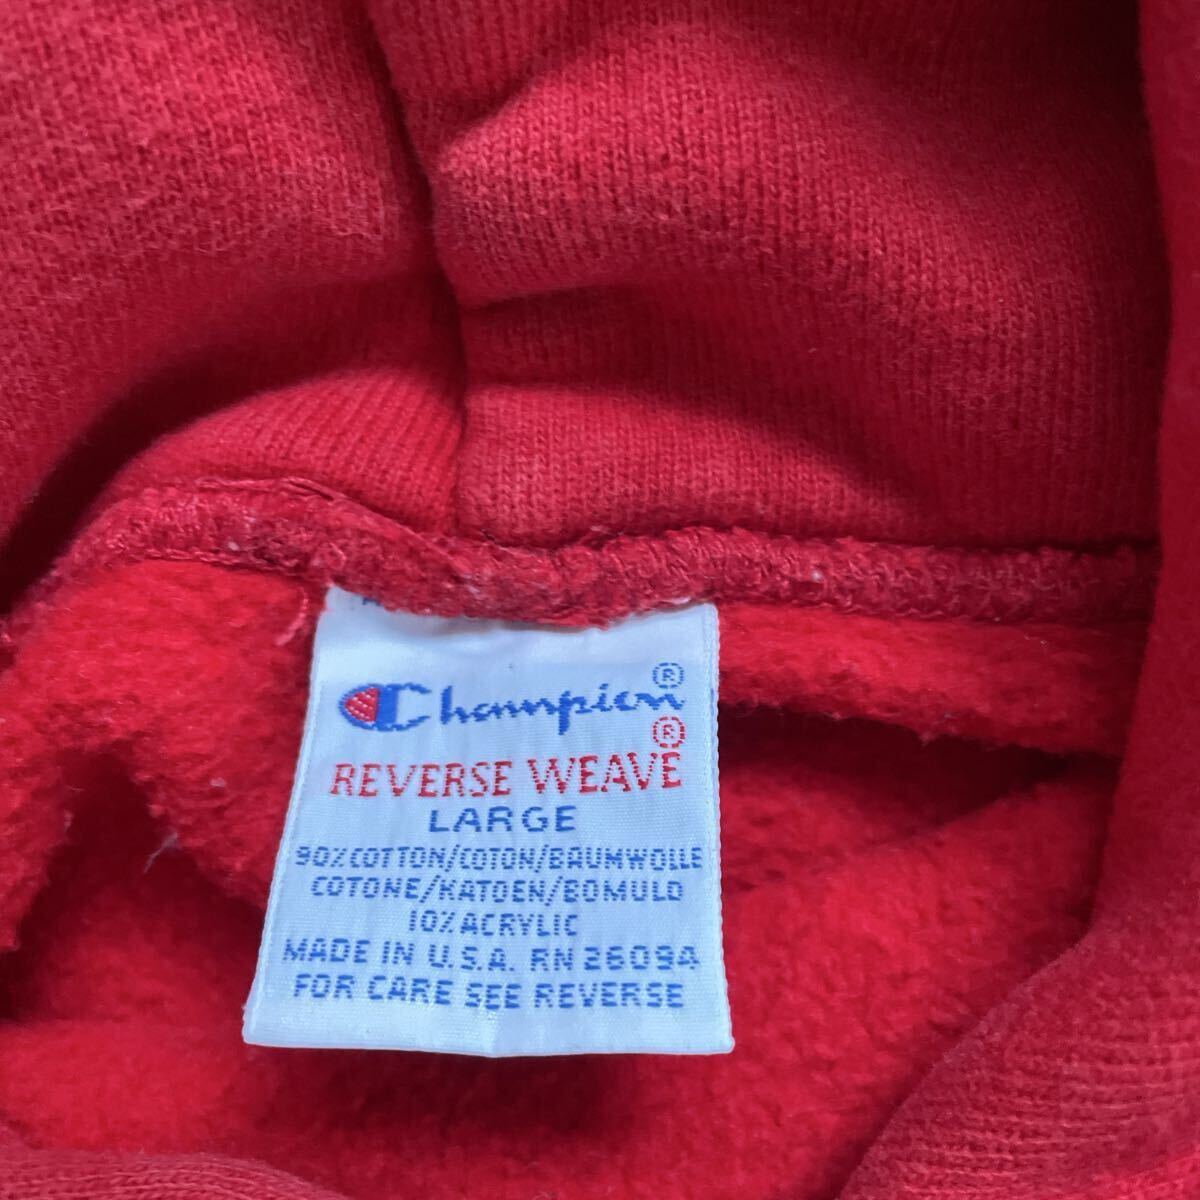 Champion®
REVERSE WEAVE®
LARGE
90% COTTON/COTON/BAUMWOLLE
COTONE/KATOEN/BOMULD
10% ACRYLIC
MADE IN U.S.A. RN 26094
FOR CARE SEE REVERSE